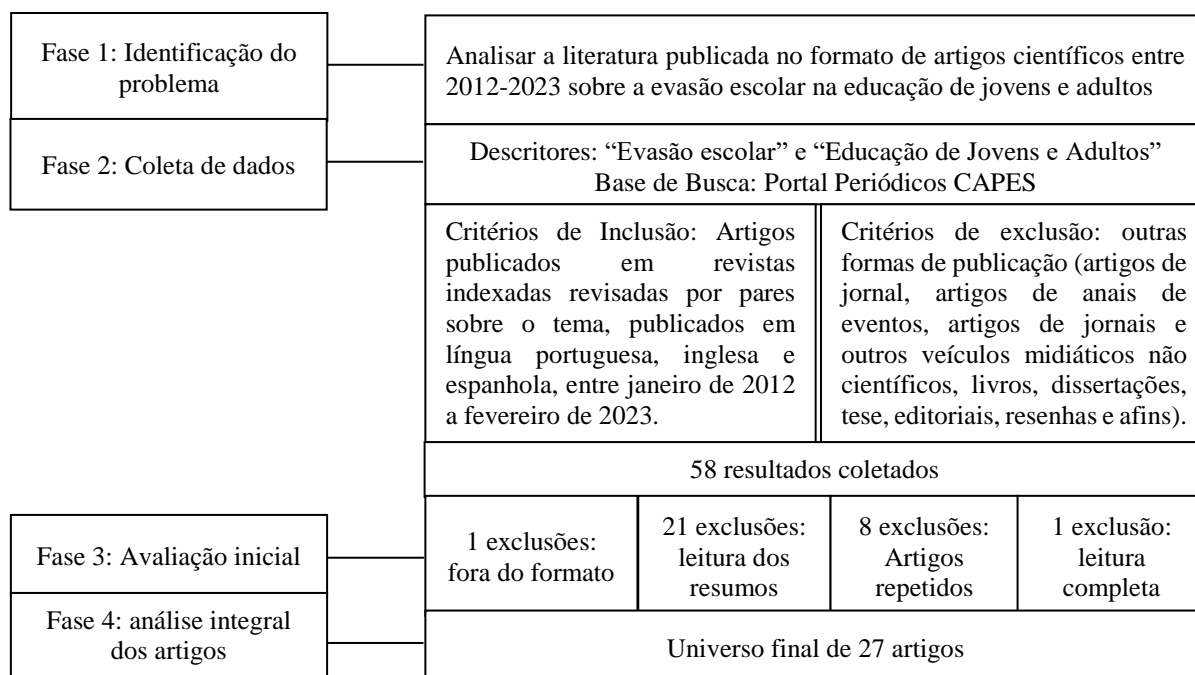 Fase 1: Identificação do
problema
Analisar a literatura publicada no formato de artigos científicos entre
2012-2023 sobre a evasão escolar na educação de jovens e adultos
Fase 2: Coleta de dados
Descritores: “Evasão escolar” e “Educação de Jovens e Adultos”
Base de Busca: Portal Periódicos CAPES
Critérios de Inclusão: Artigos
publicados em revistas
indexadas revisadas por pares
sobre o tema, publicados em
língua portuguesa, inglesa e
espanhola, entre janeiro de 2012
a fevereiro de 2023.
Critérios de exclusão: outras
formas de publicação (artigos de
jornal, artigos de anais de
eventos, artigos de jornais e
outros veículos midiáticos não
científicos, livros, dissertações,
tese, editoriais, resenhas e afins).
58 resultados coletados
Fase 3: Avaliação inicial
1 exclusões:
fora do formato
21 exclusões:
leitura dos
resumos
8 exclusões:
Artigos
repetidos
1 exclusão:
leitura
completa
Fase 4: análise integral
dos artigos
Universo final de 27 artigos